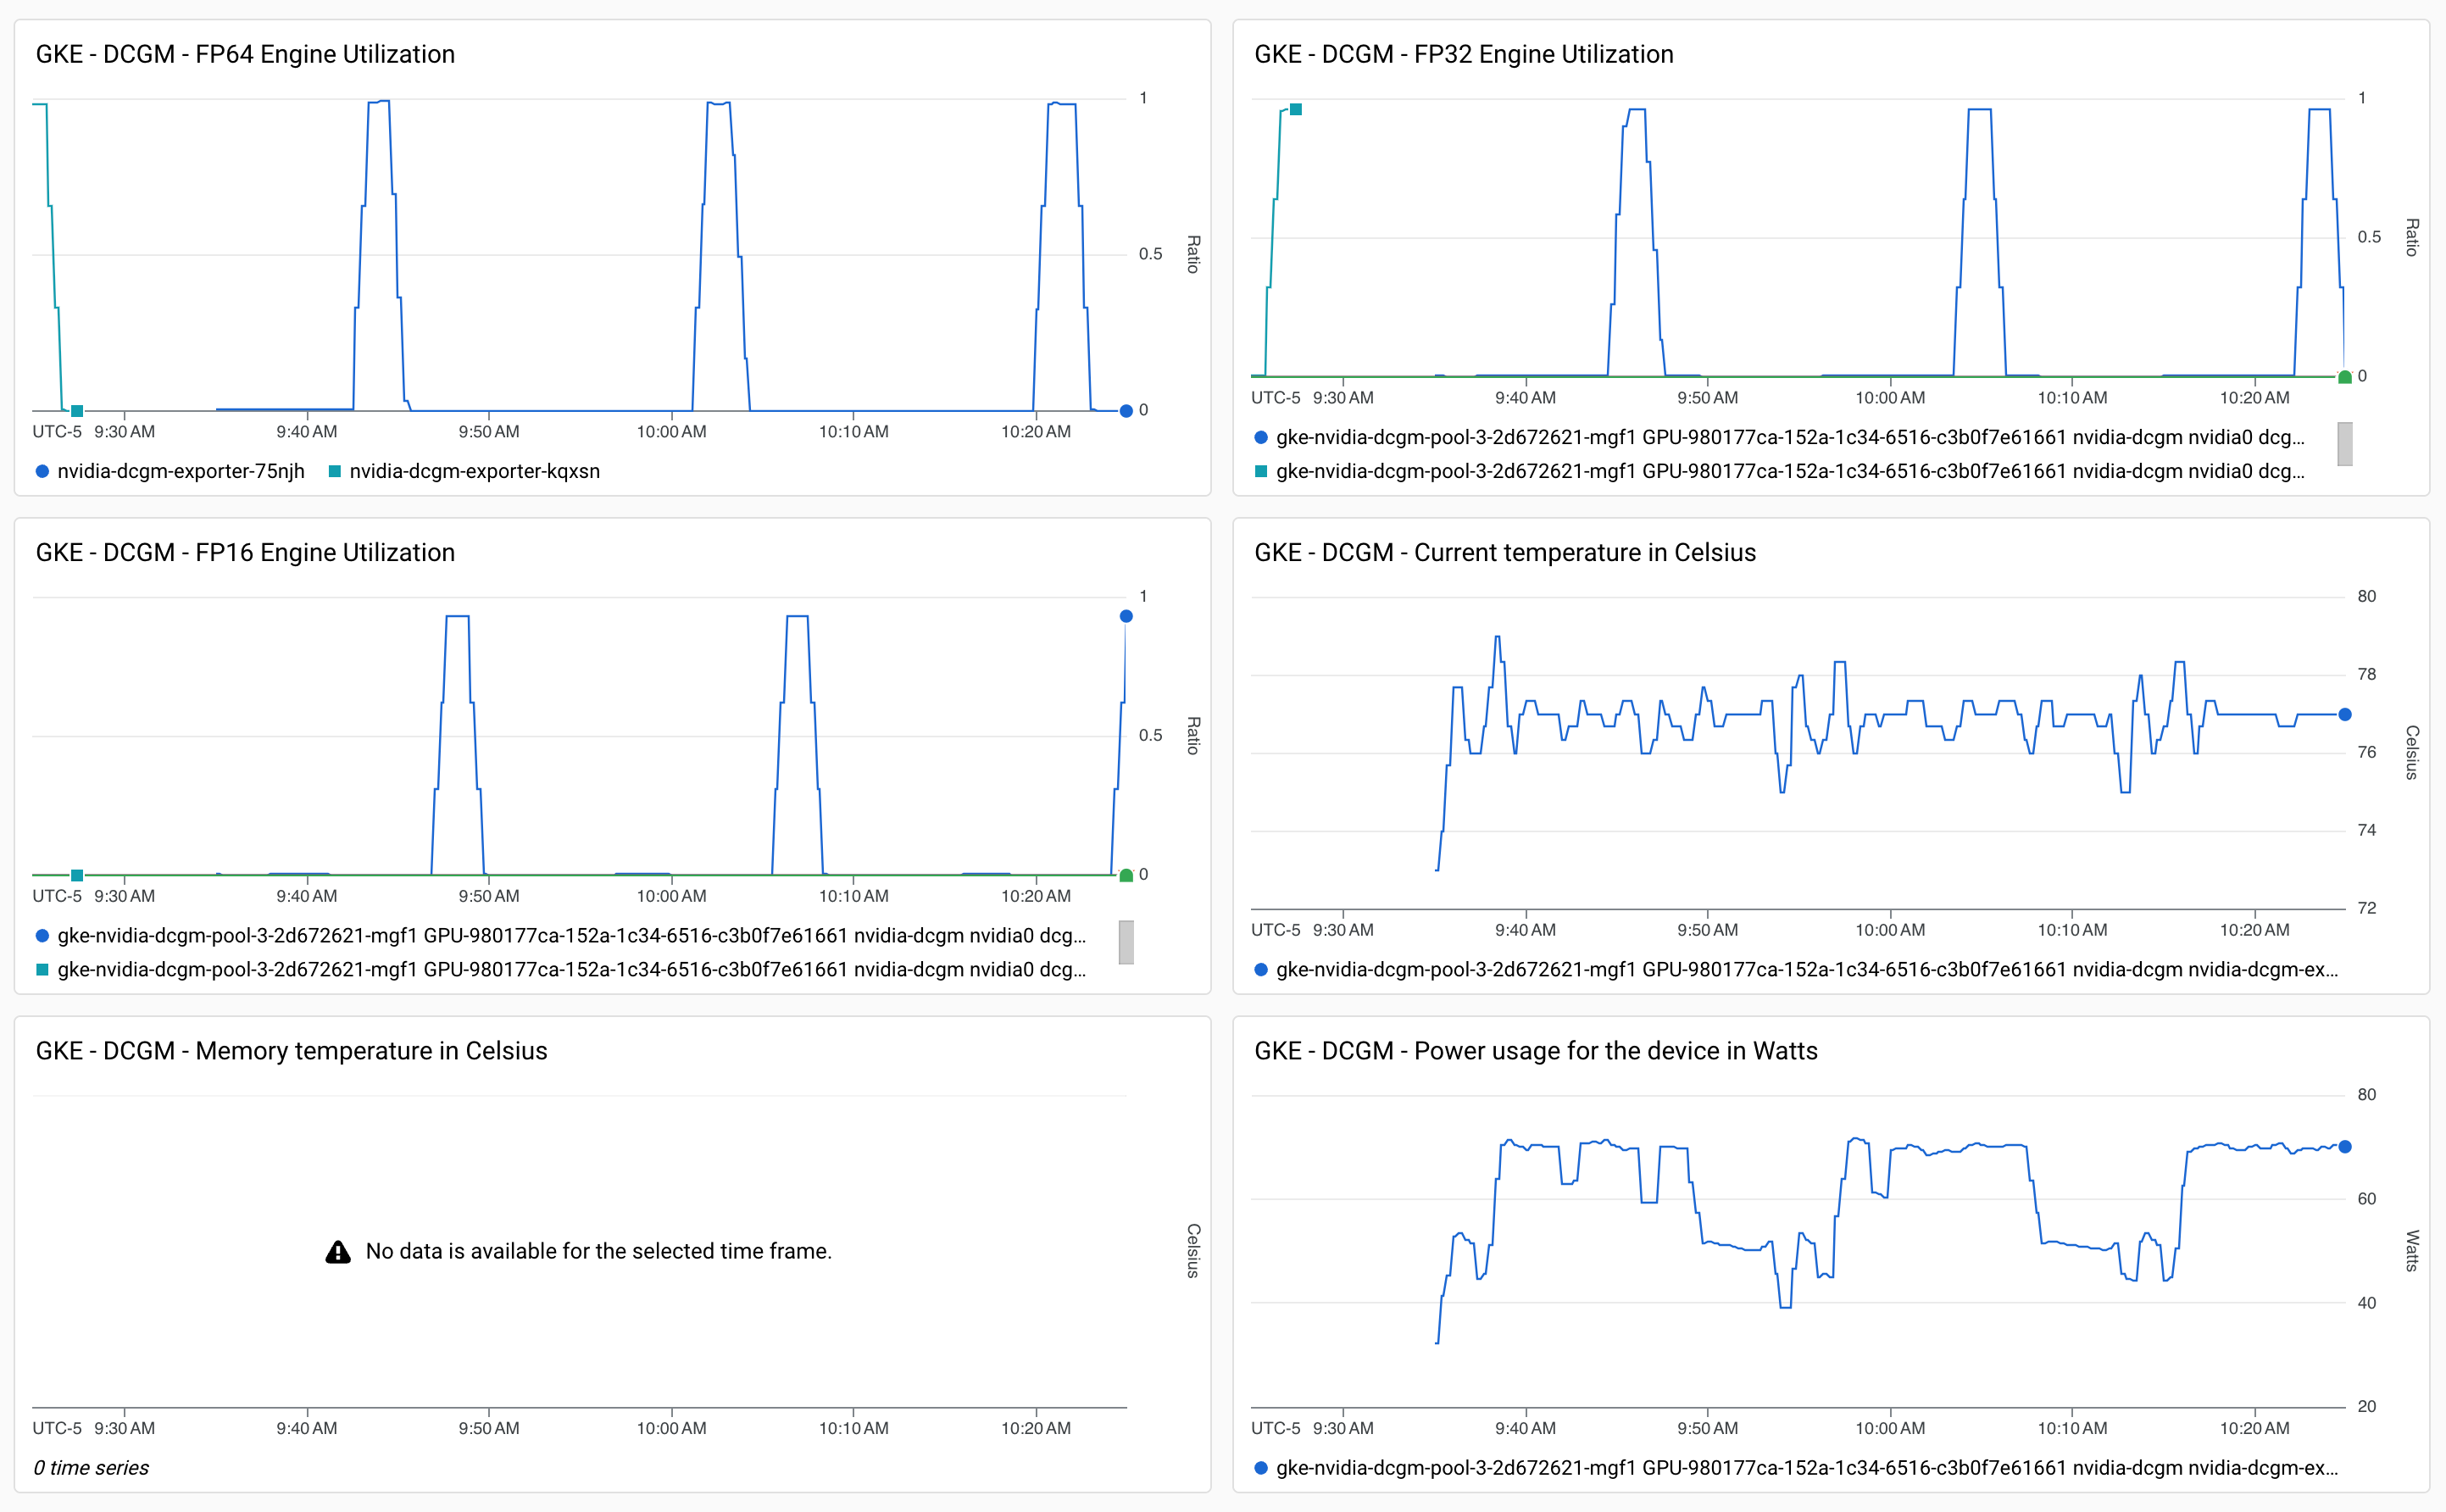 GKE - DCGM - FP64 Engine Utilization
1
0.5
0
Ratio
UTC-5 9:30 AM 9:40 AM 9:50 AM 10:00 AM 10:10 AM 10:20 AM
nvidia-dcgm-exporter-75njh nvidia-dcgm-exporter-kqxsn
GKE - DCGM - FP32 Engine Utilization
1
0.5
0
Ratio
UTC-5 9:30 AM 9:40 AM 9:50 AM 10:00 AM 10:10 AM 10:20 AM
gke-nvidia-dcgm-pool-3-2d672621-mgf1 GPU-980177ca-152a-1c34-6516-c3b0f7e61661 nvidia-dcgm nvidia0 dcg...
gke-nvidia-dcgm-pool-3-2d672621-mgf1 GPU-980177ca-152a-1c34-6516-c3b0f7e61661 nvidia-dcgm nvidia0 dcg...
GKE - DCGM - FP16 Engine Utilization
1
0.5
0
Ratio
UTC-5 9:30 AM 9:40 AM 9:50 AM 10:00 AM 10:10 AM 10:20 AM
gke-nvidia-dcgm-pool-3-2d672621-mgf1 GPU-980177ca-152a-1c34-6516-c3b0f7e61661 nvidia-dcgm nvidia0 dcg...
gke-nvidia-dcgm-pool-3-2d672621-mgf1 GPU-980177ca-152a-1c34-6516-c3b0f7e61661 nvidia-dcgm nvidia0 dcg...
GKE - DCGM - Current temperature in Celsius
80
78
76
74
72
Celsius
UTC-5 9:30 AM 9:40 AM 9:50 AM 10:00 AM 10:10 AM 10:20 AM
gke-nvidia-dcgm-pool-3-2d672621-mgf1 GPU-980177ca-152a-1c34-6516-c3b0f7e61661 nvidia-dcgm nvidia-dcgm-ex...
GKE - DCGM - Memory temperature in Celsius
No data is available for the selected time frame.
Celsius
UTC-5 9:30 AM 9:40 AM 9:50 AM 10:00 AM 10:10 AM 10:20 AM
0 time series
GKE - DCGM - Power usage for the device in Watts
80
60
40
20
Watts
UTC-5 9:30 AM 9:40 AM 9:50 AM 10:00 AM 10:10 AM 10:20 AM
gke-nvidia-dcgm-pool-3-2d672621-mgf1 GPU-980177ca-152a-1c34-6516-c3b0f7e61661 nvidia-dcgm nvidia-dcgm-ex...